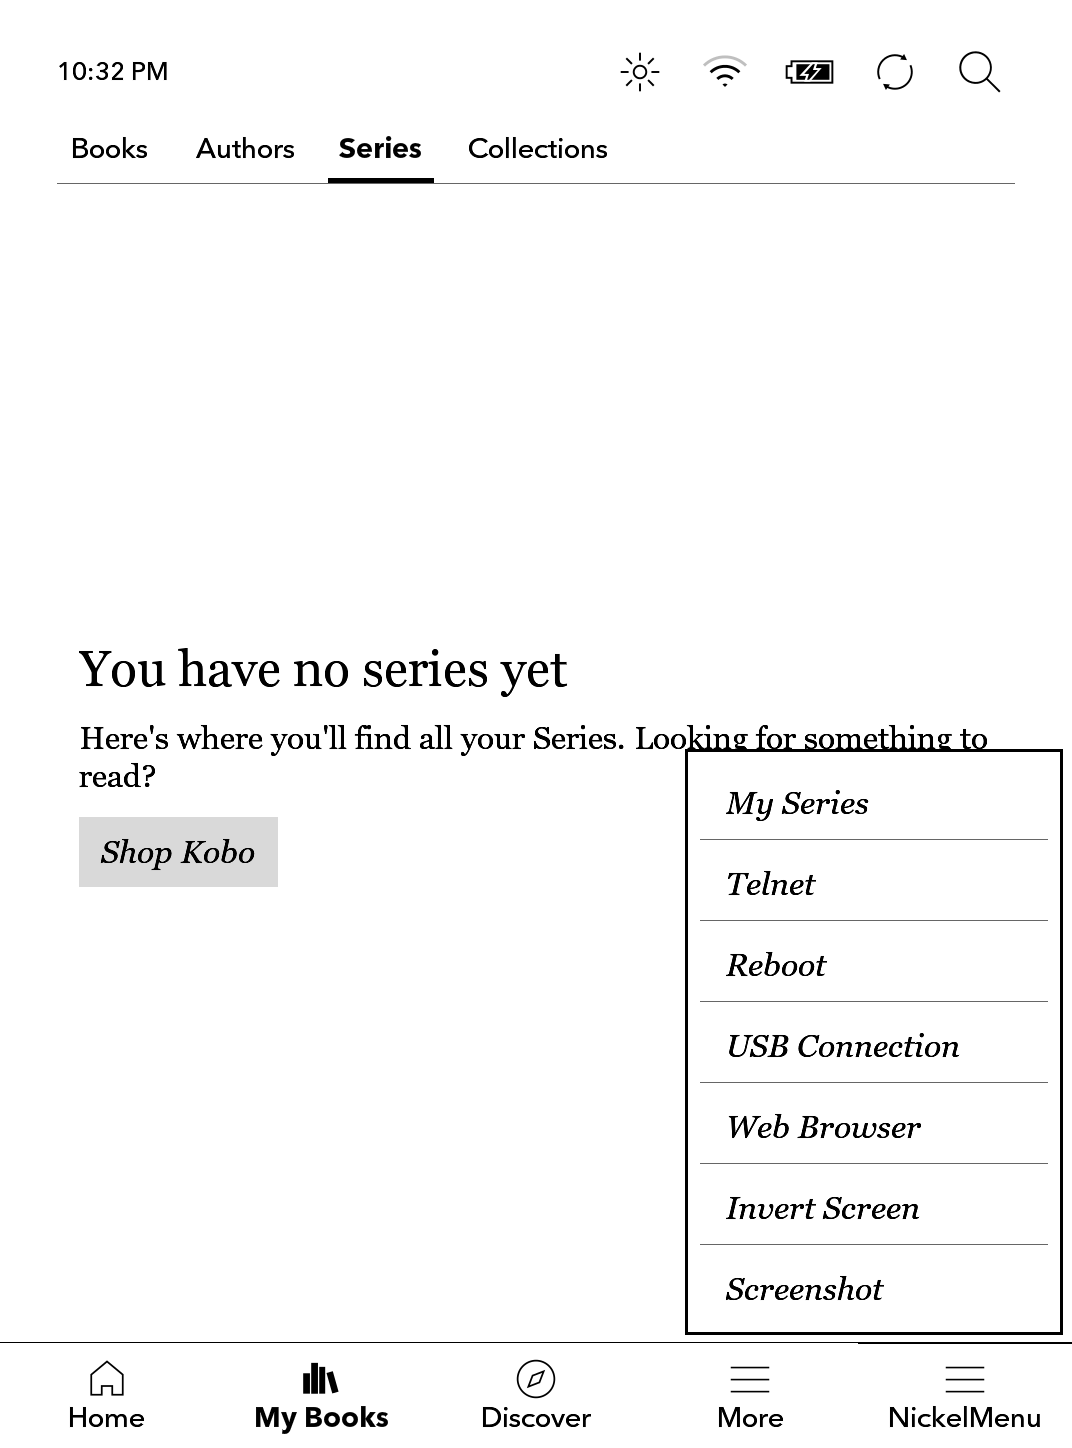 10:32 PM
Books Authors Series Collections
You have no series yet
Here's where you'll find all your Series. Looking for something to
read?
Shop Kobo
My Series
Telnet
Reboot
USB Connection
Web Browser
Invert Screen
Screenshot
Home My Books Discover More NickelMenu